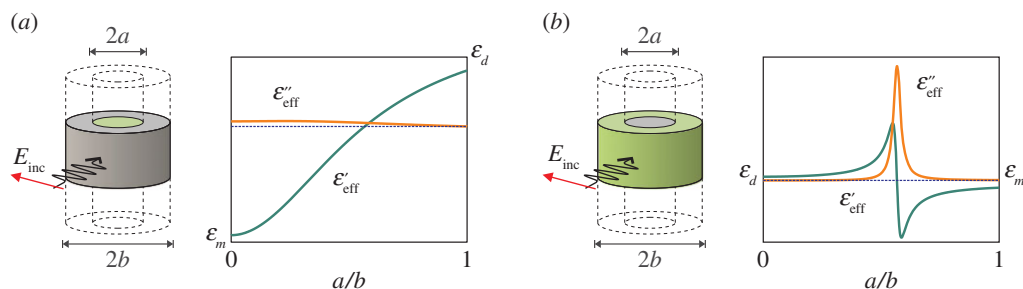 (a)
2a
E_inc
2b
ε_d
ε″_eff
ε′_eff
ε_m
0
1
a/b
(b)
2a
E_inc
2b
ε″_eff
ε_d
ε_m
ε′_eff
0
1
a/b